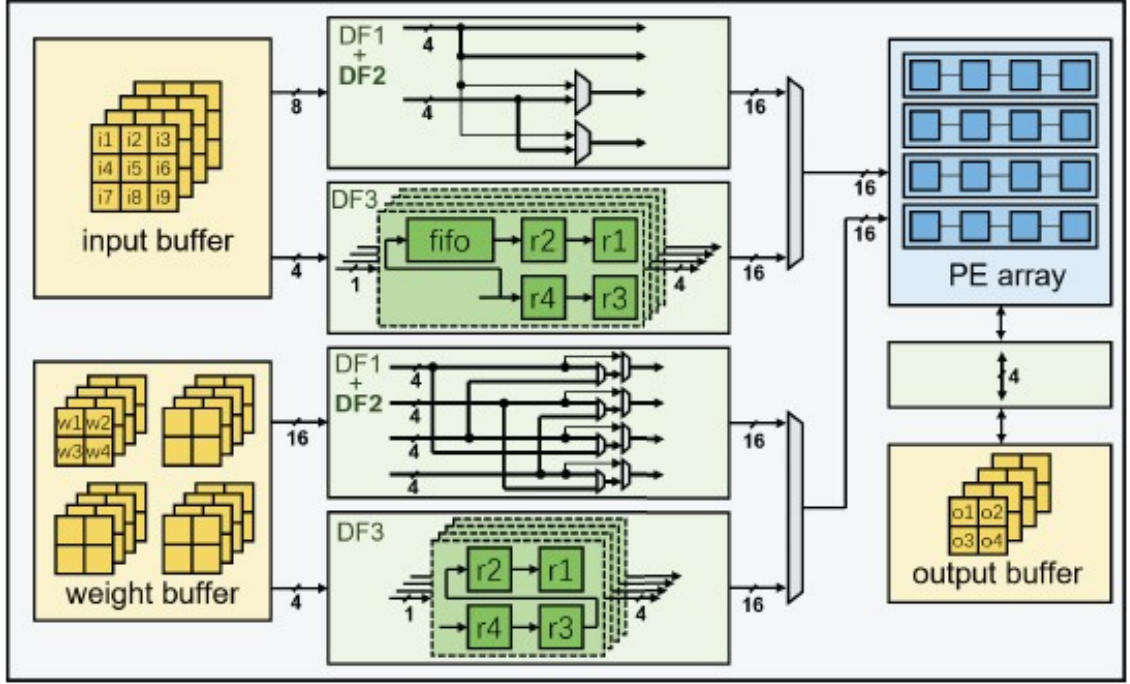 i1 i2 i3
i4 i5 i6
i7 i8 i9
input buffer
8
4
DF1
+
DF2
4
4
16
DF3
fifo r2 r1
r4 r3
1
4
16
16
16
PE array
4
w1 w2
w3 w4
weight buffer
16
4
DF1
+
DF2
4
4
4
4
16
DF3
r2 r1
r4 r3
1
4
16
o1 o2
o3 o4
output buffer